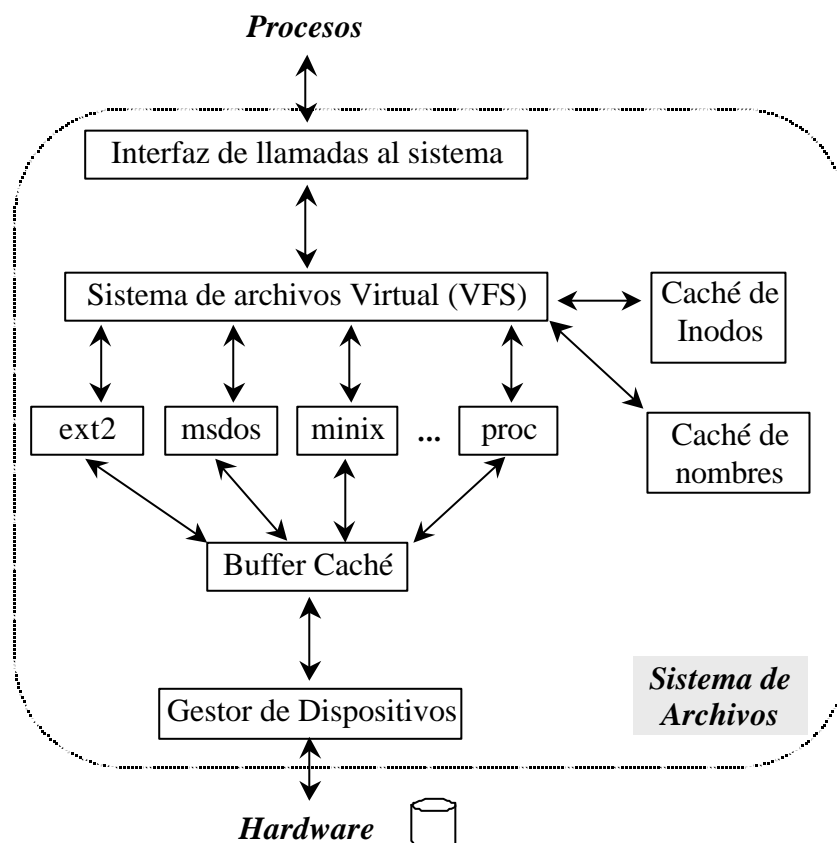 Procesos
Interfaz de llamadas al sistema
Sistema de archivos Virtual (VFS)
Caché de
Inodos
ext2
msdos
minix
...
proc
Caché de
nombres
Buffer Caché
Gestor de Dispositivos
Sistema de
Archivos
Hardware